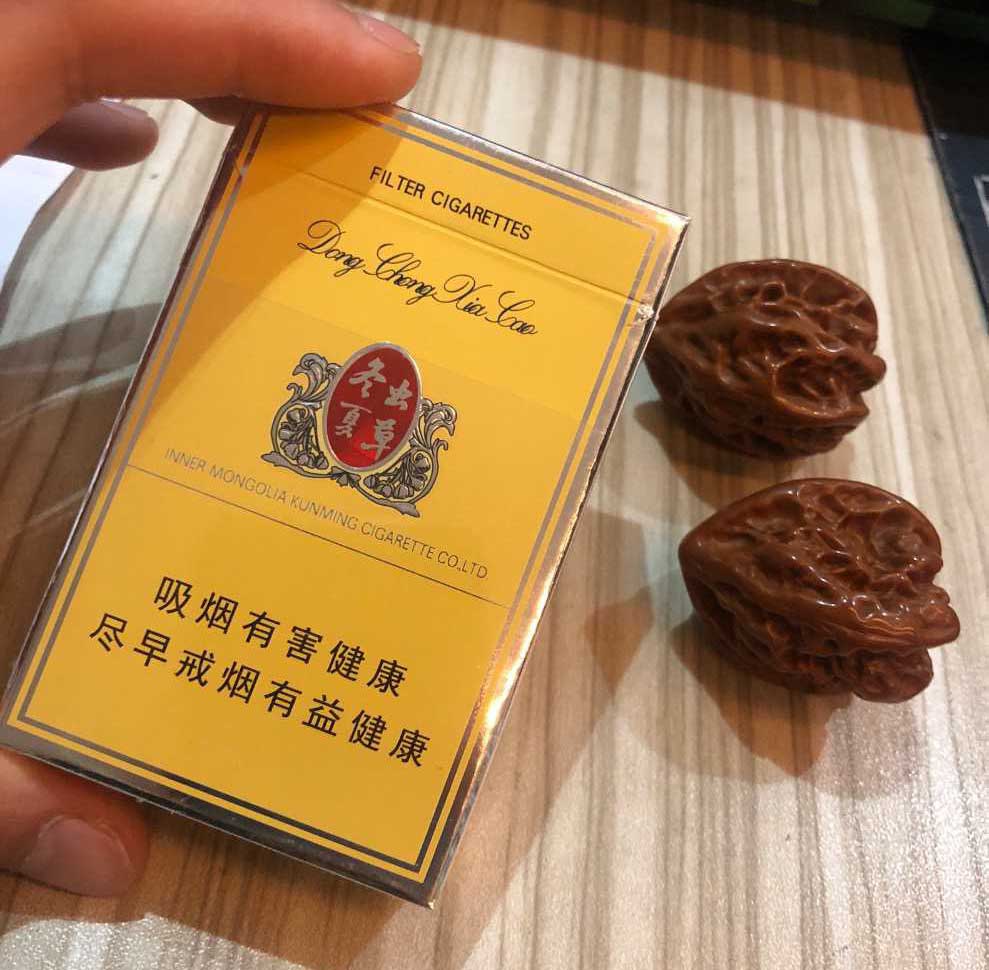 FILTER CIGARETTES
Dong Chong Xia Cao
冬虫
夏草
INNER MONGOLIA KUNMING CIGARETTE CO.,LTD
吸烟有害健康
尽早戒烟有益健康